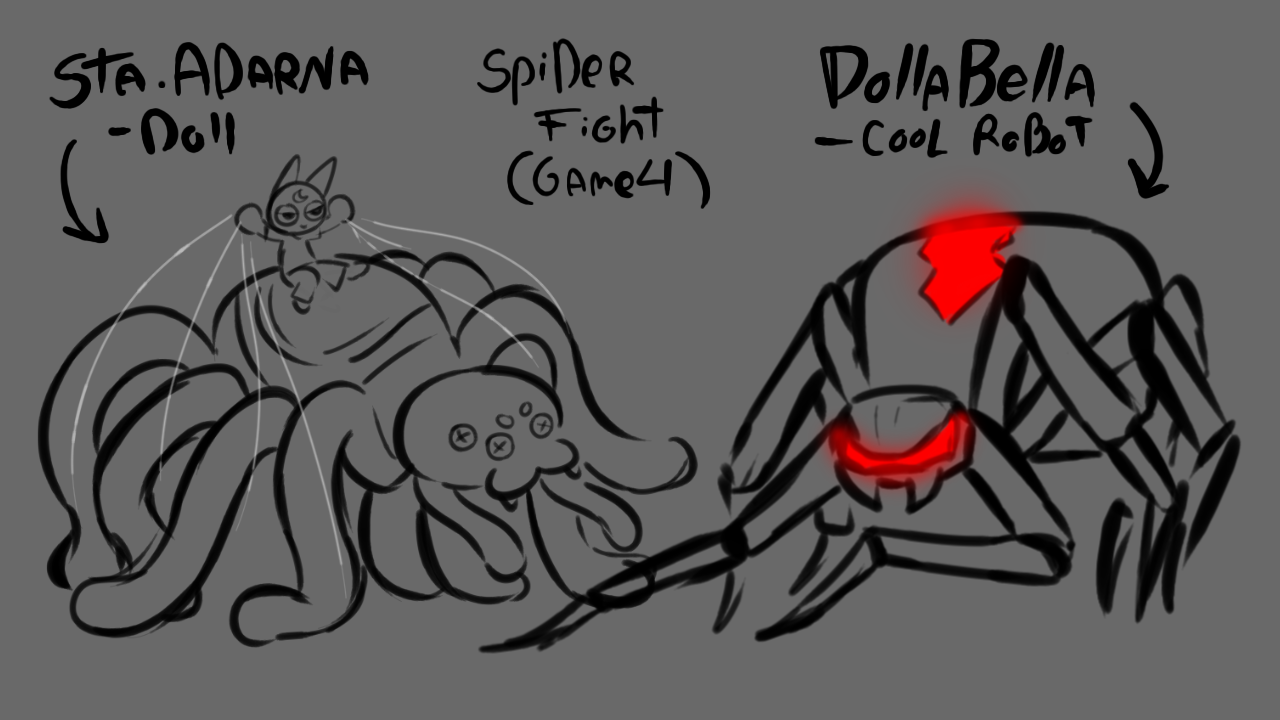 Sta. ADARNA
- Doll
SpiDer
Fight
(Game4)
DollaBella
- Cool RoBoT